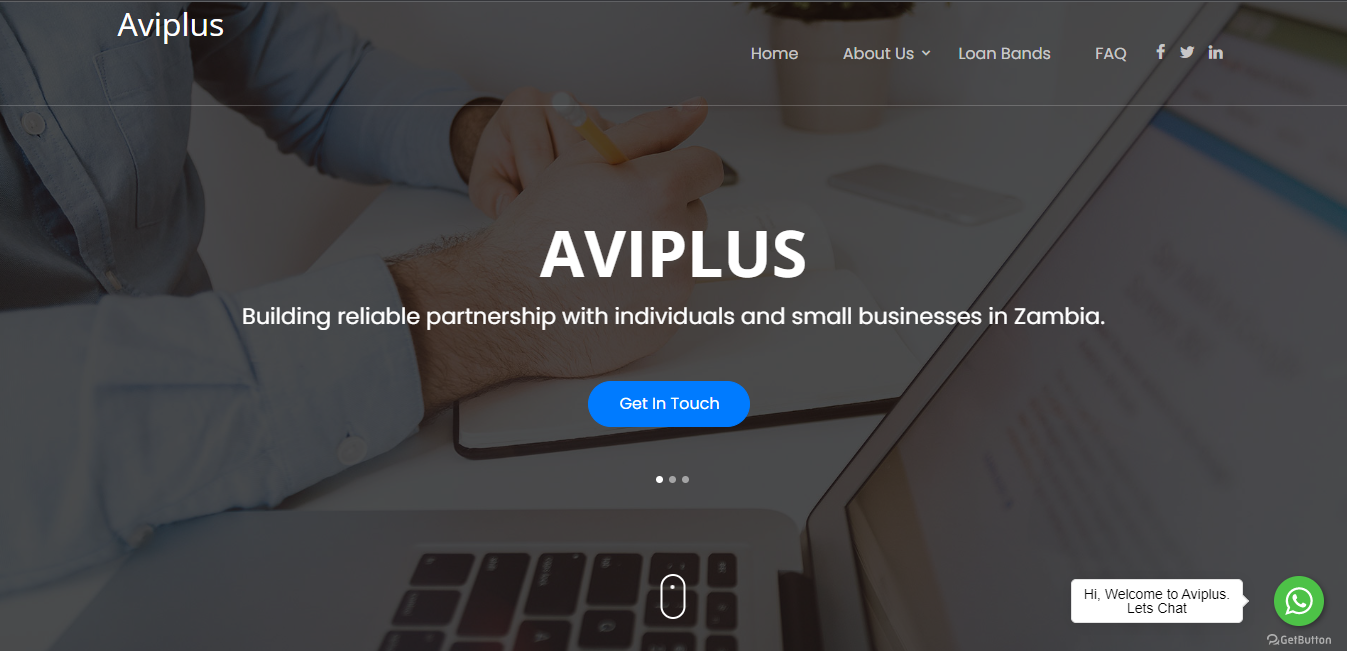 Aviplus
Home About Us Loan Bands FAQ
AVIPLUS
Building reliable partnership with individuals and small businesses in Zambia.
Get In Touch
Hi, Welcome to Aviplus.
Lets Chat
GetButton